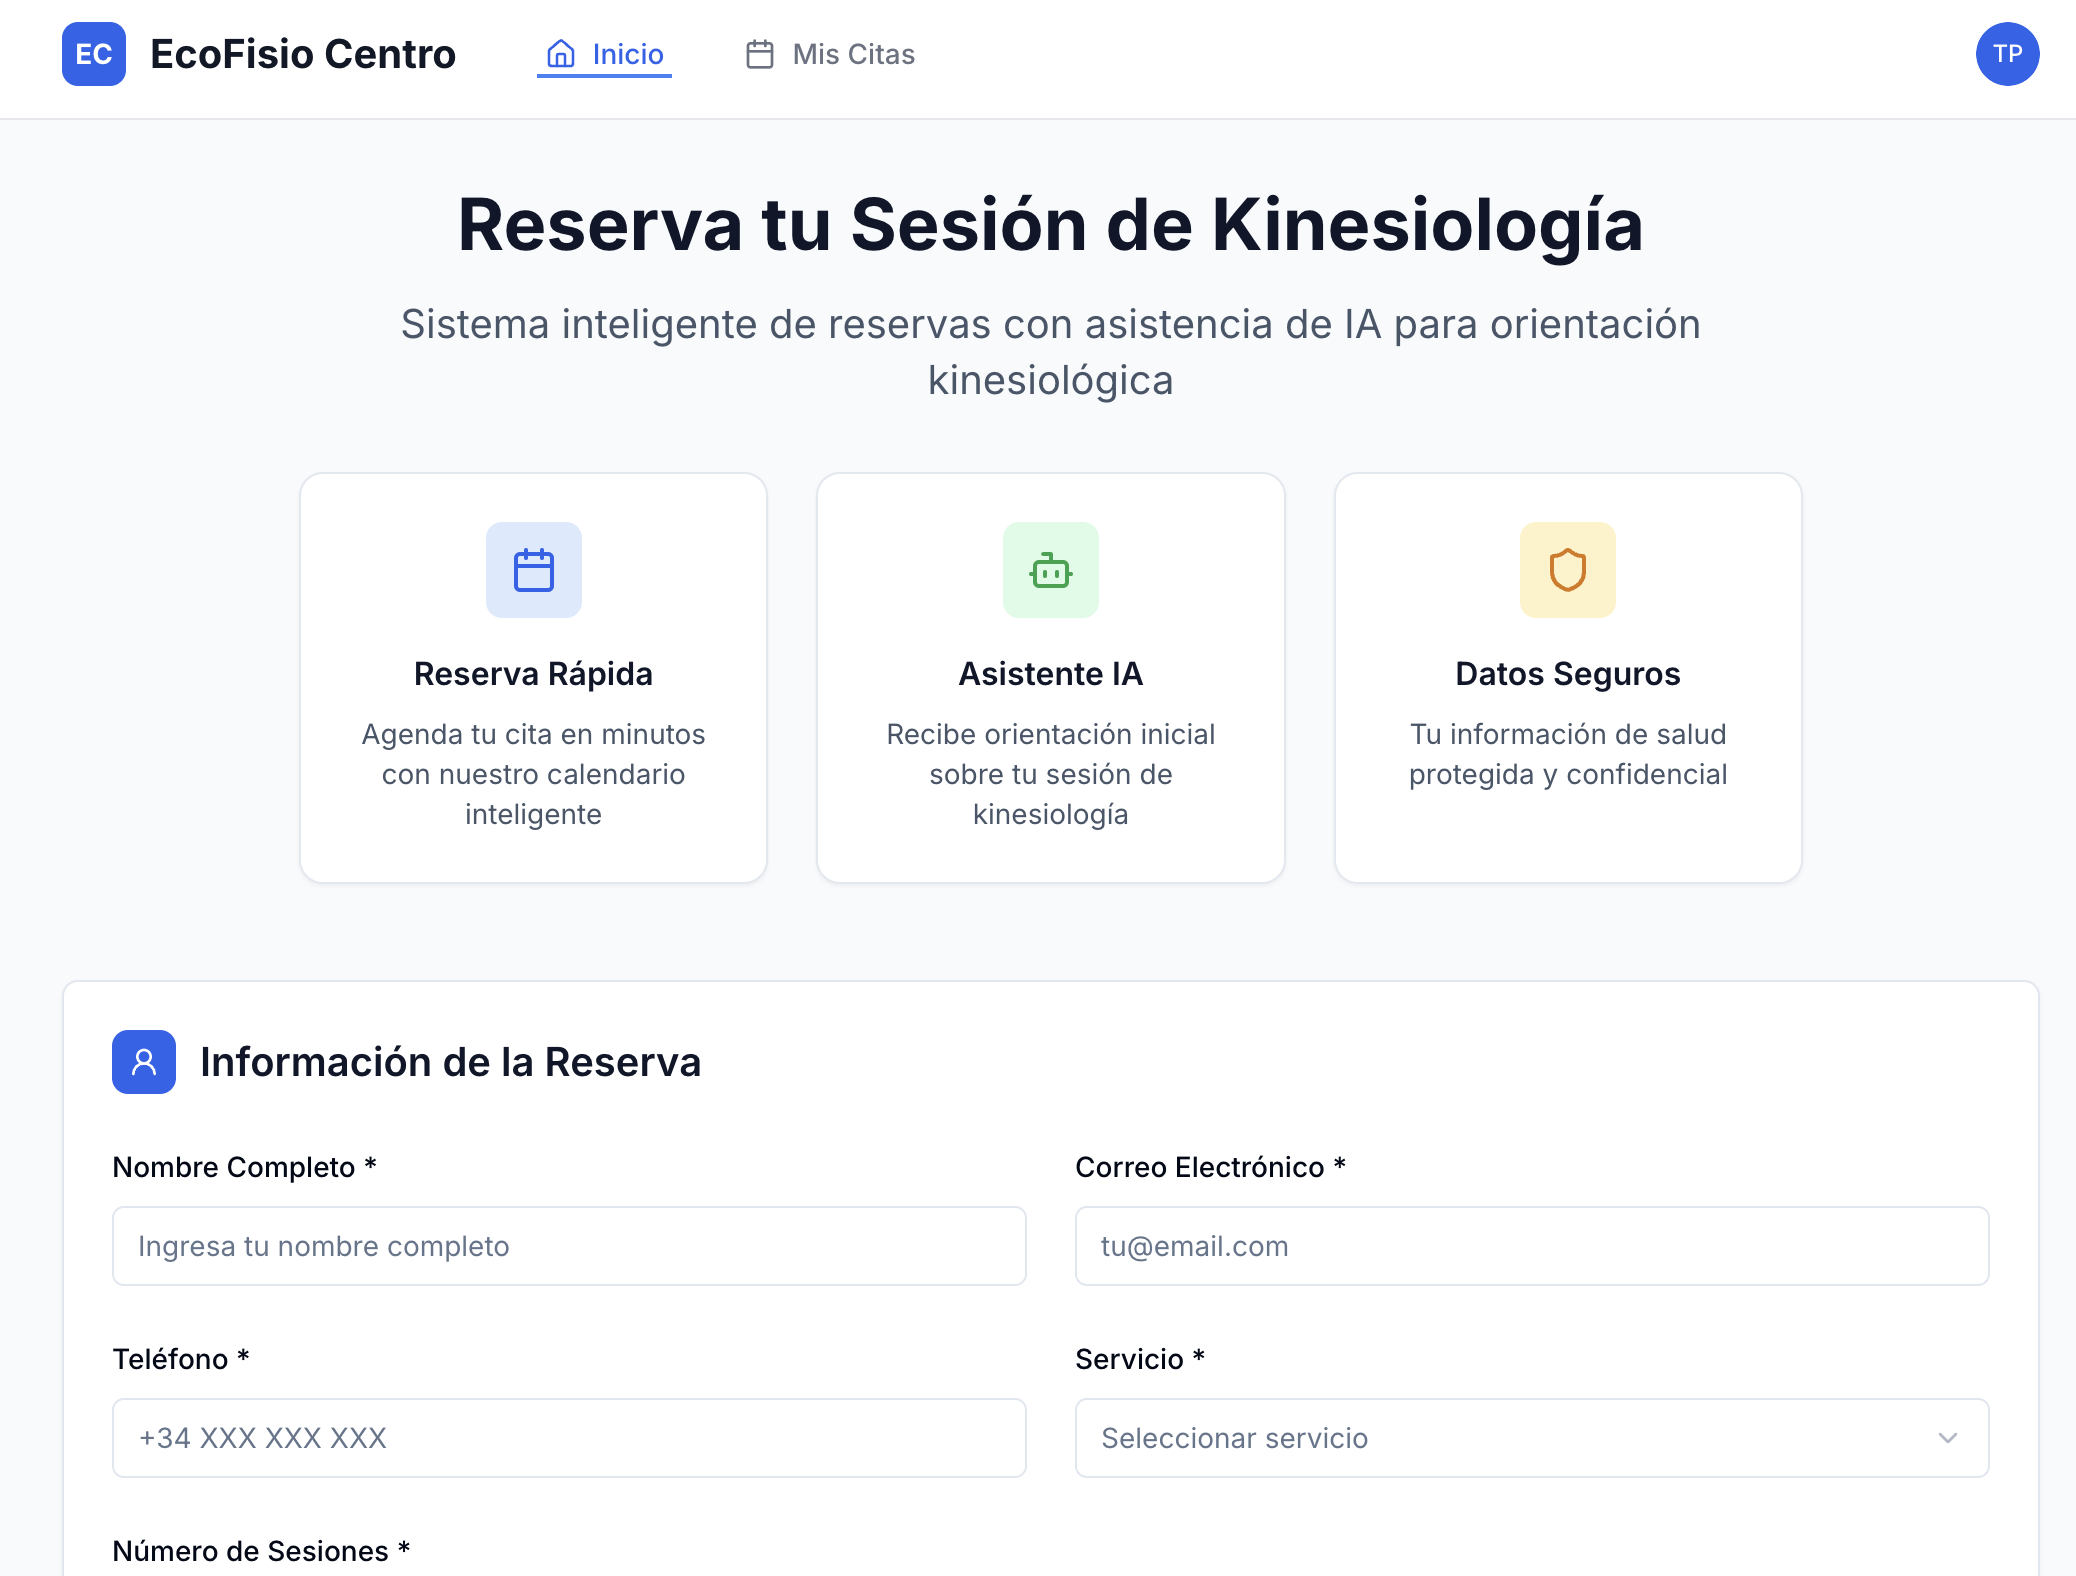 EC
EcoFisio Centro
Inicio
Mis Citas
TP
Reserva tu Sesión de Kinesiología
Sistema inteligente de reservas con asistencia de IA para orientación
kinesiológica
Reserva Rápida
Agenda tu cita en minutos
con nuestro calendario
inteligente
Asistente IA
Recibe orientación inicial
sobre tu sesión de
kinesiología
Datos Seguros
Tu información de salud
protegida y confidencial
Información de la Reserva
Nombre Completo *
Ingresa tu nombre completo
Correo Electrónico *
tu@email.com
Teléfono *
+34 XXX XXX XXX
Servicio *
Seleccionar servicio
Número de Sesiones *